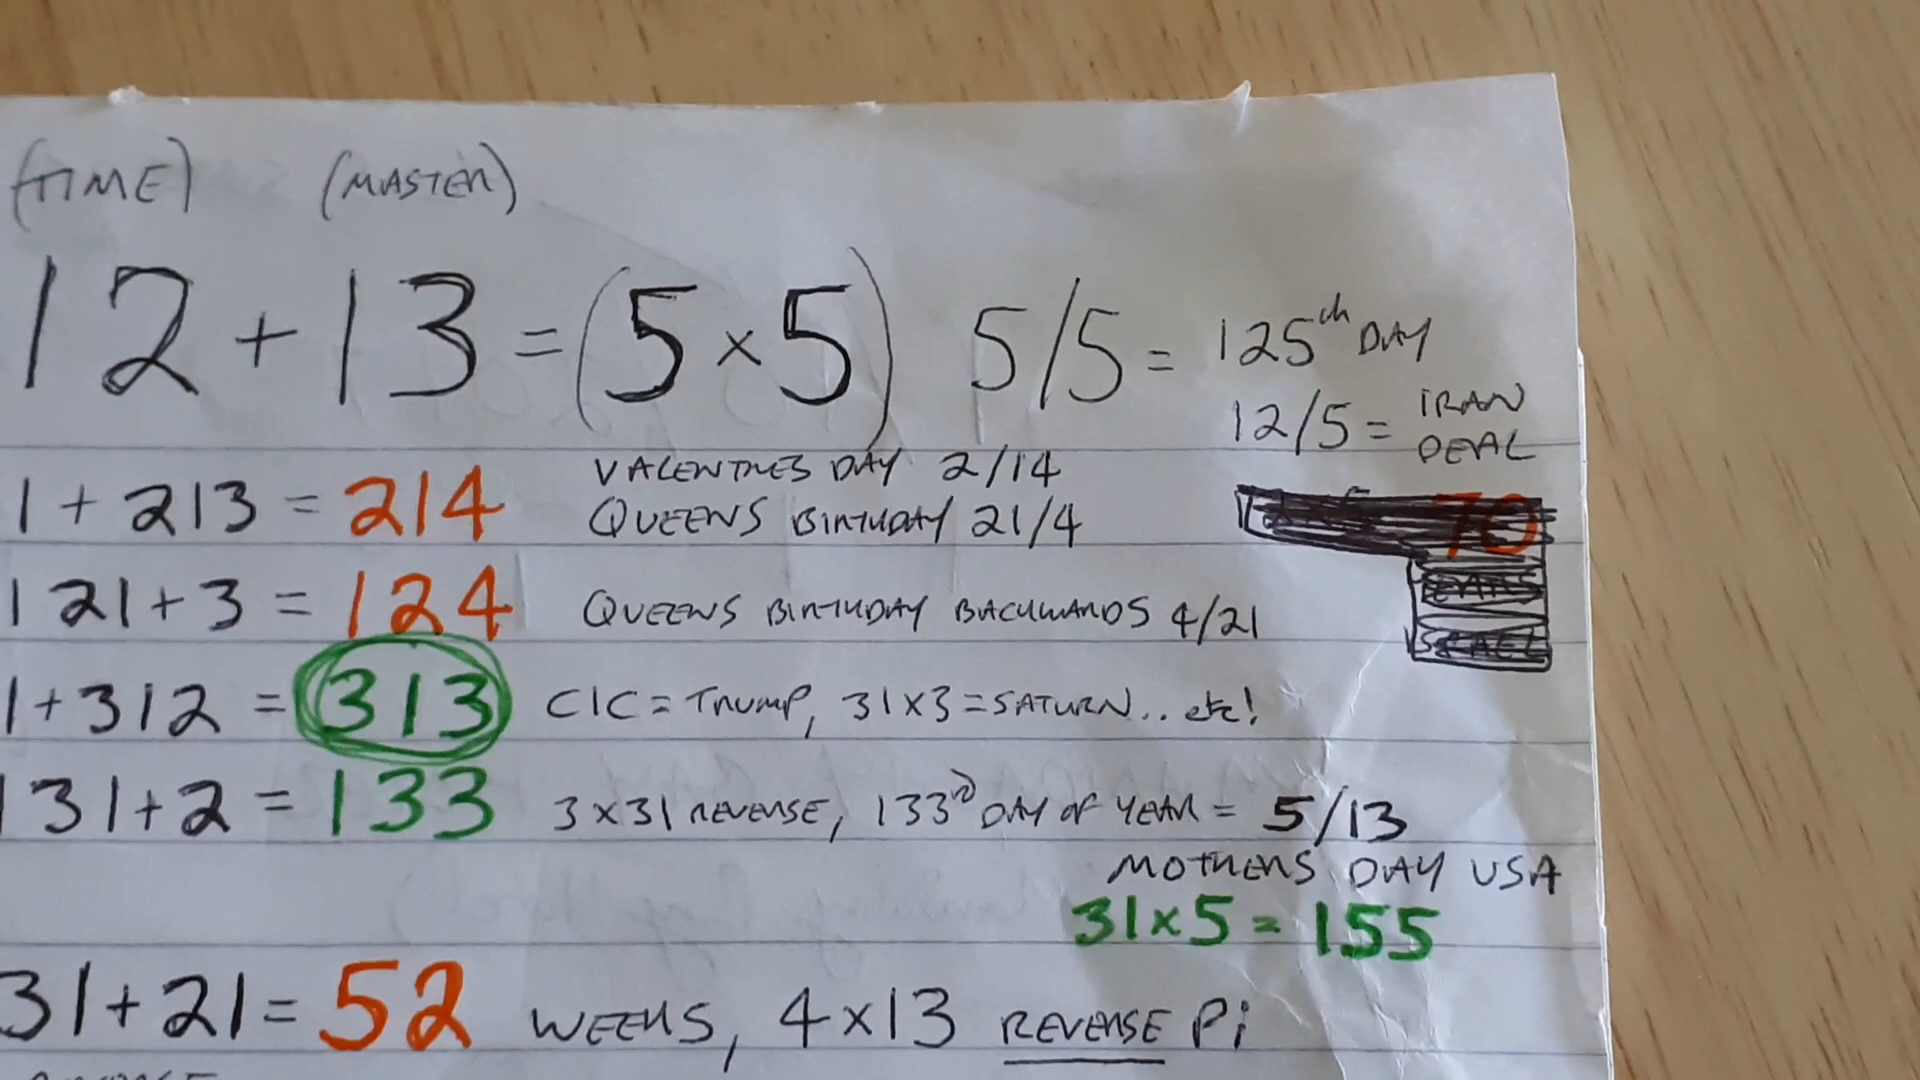 (TIME) (MASTER)
12 + 13 = (5 × 5) 5/5 = 125th DAY
12/5 = IRAN DEAL
1 + 213 = 214 VALENTINES DAY 2/14
QUEENS BIRTHDAY 21/4
70
121 + 3 = 124 QUEENS BIRTHDAY BACKWARDS 4/21
1 + 312 = 313 CIC = TRUMP, 31×3 = SATURN.. etc!
131 + 2 = 133 3 × 31 REVERSE, 133rd DAY OF YEAR = 5/13
MOTHERS DAY USA
31×5 = 155
31 + 21 = 52 WEEKS, 4×13 REVERSE Pi